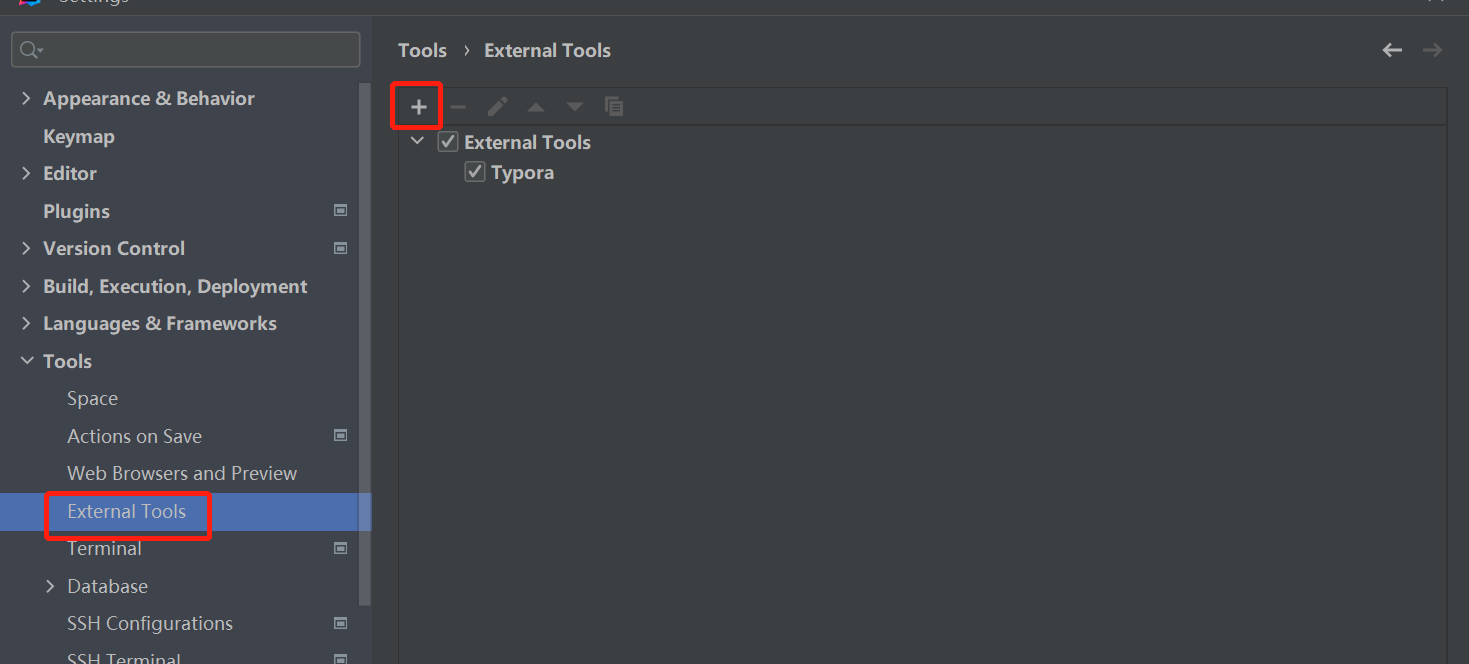 Settings
Tools › External Tools
Appearance & Behavior
Keymap
Editor
Plugins
Version Control
Build, Execution, Deployment
Languages & Frameworks
Tools
Space
Actions on Save
Web Browsers and Preview
External Tools
Terminal
Database
SSH Configurations
SSH Terminal
External Tools
Typora